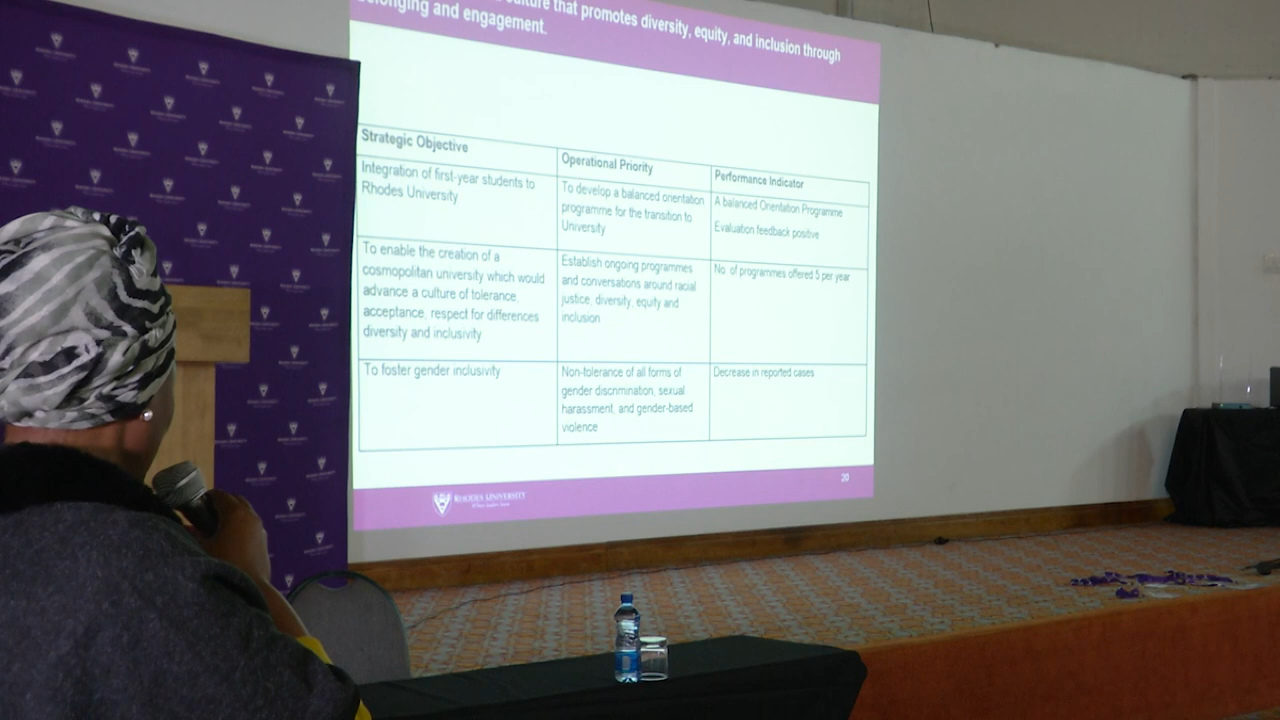 culture that promotes diversity, equity, and inclusion through
belonging and engagement.
Strategic Objective
Operational Priority
Performance Indicator
Integration of first-year students to
Rhodes University
To develop a balanced orientation
programme for the transition to
University
A balanced Orientation Programme
Evaluation feedback positive
To enable the creation of a
cosmopolitan university which would
advance a culture of tolerance,
acceptance, respect for differences
diversity and inclusivity
Establish ongoing programmes
and conversations around racial
justice, diversity, equity and
inclusion
No. of programmes offered 5 per year
To foster gender inclusivity
Non-tolerance of all forms of
gender discrimination, sexual
harassment, and gender-based
violence
Decrease in reported cases
20
RHODES UNIVERSITY
Where leaders learn